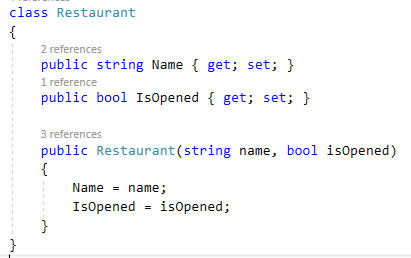 class Restaurant
{
2 references
public string Name { get; set; }
1 reference
public bool IsOpened { get; set; }
3 references
public Restaurant(string name, bool isOpened)
{
Name = name;
IsOpened = isOpened;
}
}